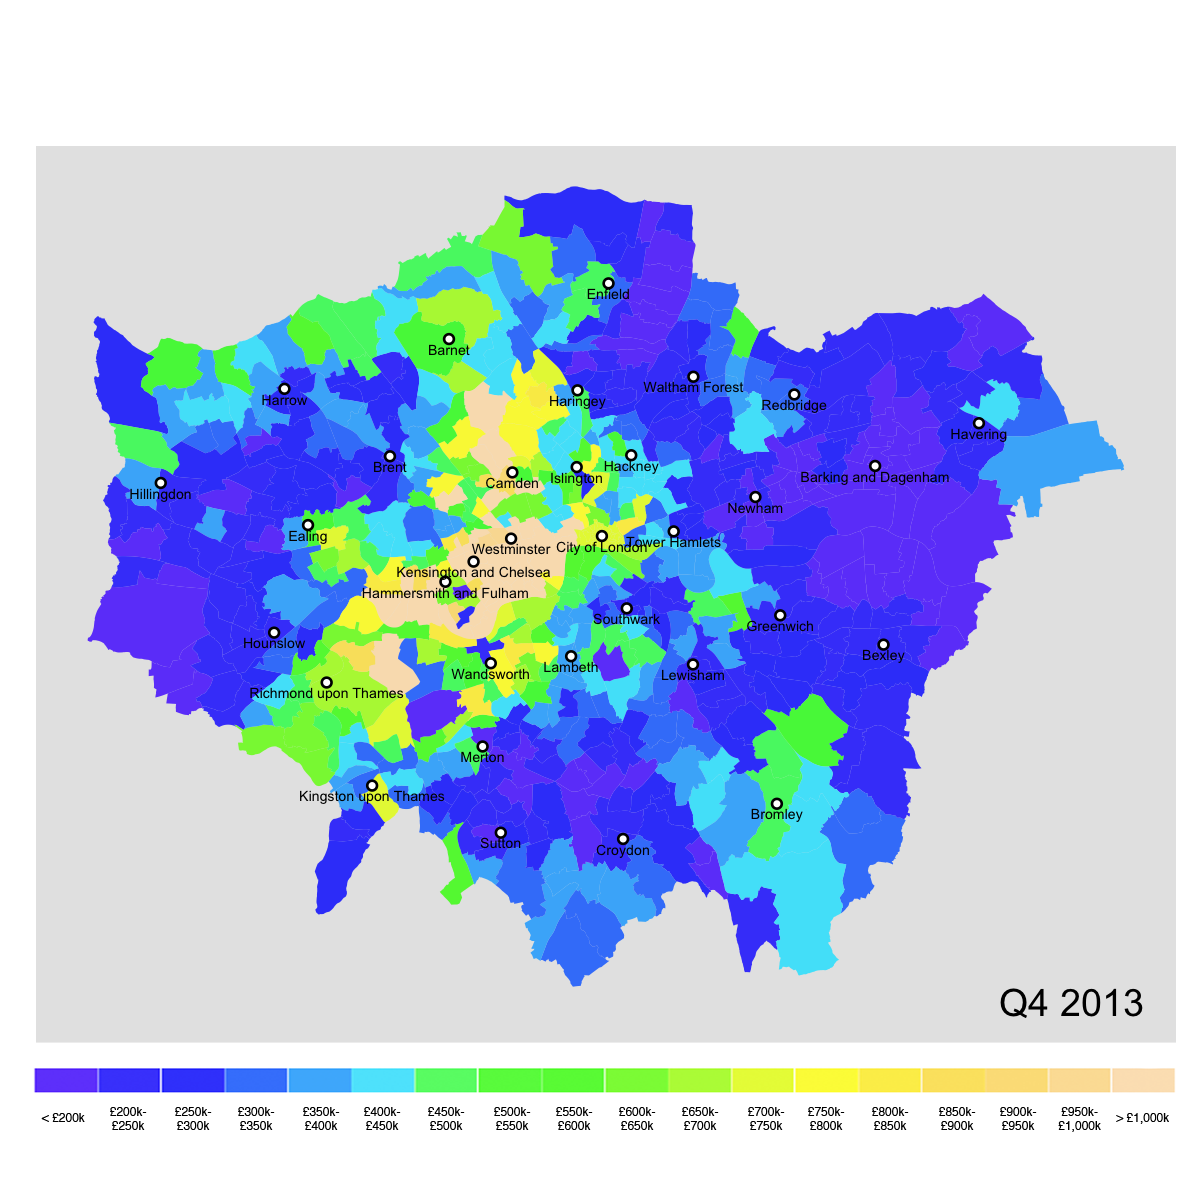 Enfield
Barnet
Waltham Forest
Harrow
Haringey
Redbridge
Havering
Brent
Hackney
Camden
Islington
Barking and Dagenham
Hillingdon
Newham
Ealing
Westminster
City of London
Tower Hamlets
Kensington and Chelsea
Hammersmith and Fulham
Southwark
Greenwich
Hounslow
Bexley
Wandsworth
Lambeth
Lewisham
Richmond upon Thames
Merton
Kingston upon Thames
Bromley
Sutton
Croydon
Q4 2013
< £200k
£200k-
£250k
£250k-
£300k
£300k-
£350k
£350k-
£400k
£400k-
£450k
£450k-
£500k
£500k-
£550k
£550k-
£600k
£600k-
£650k
£650k-
£700k
£700k-
£750k
£750k-
£800k
£800k-
£850k
£850k-
£900k
£900k-
£950k
£950k-
£1,000k
> £1,000k